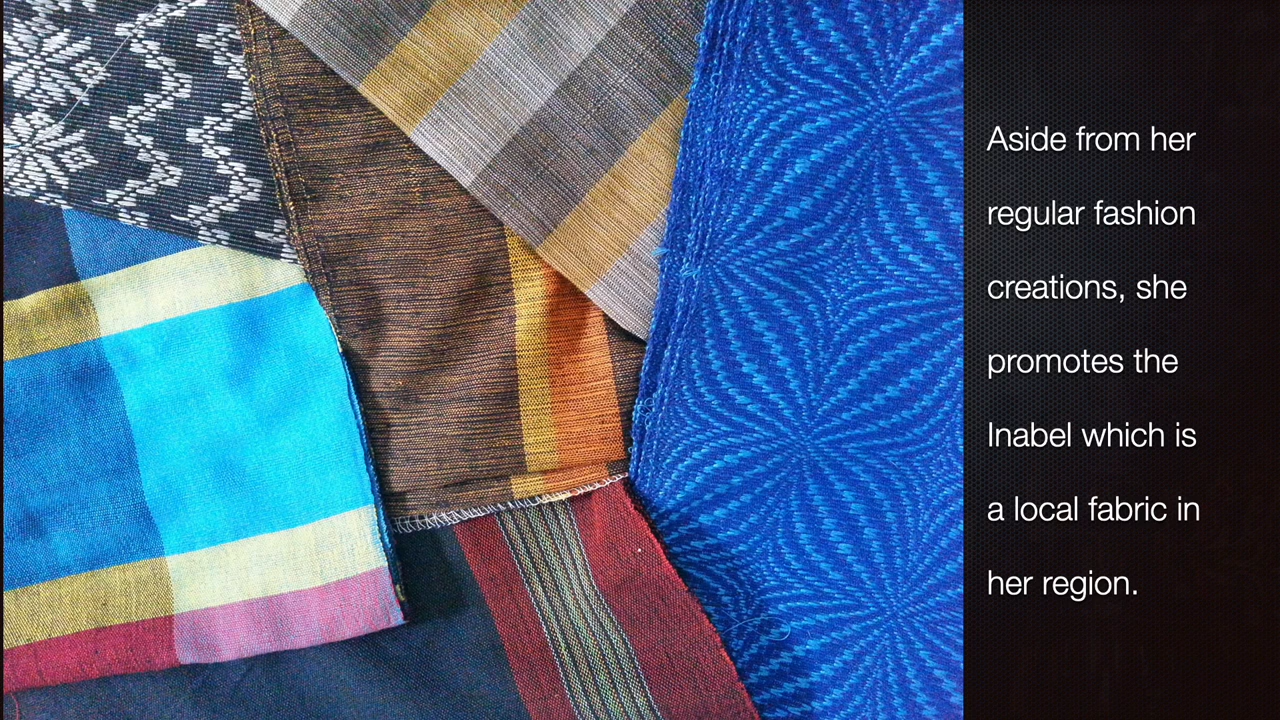 Aside from her
regular fashion
creations, she
promotes the
Inabel which is
a local fabric in
her region.